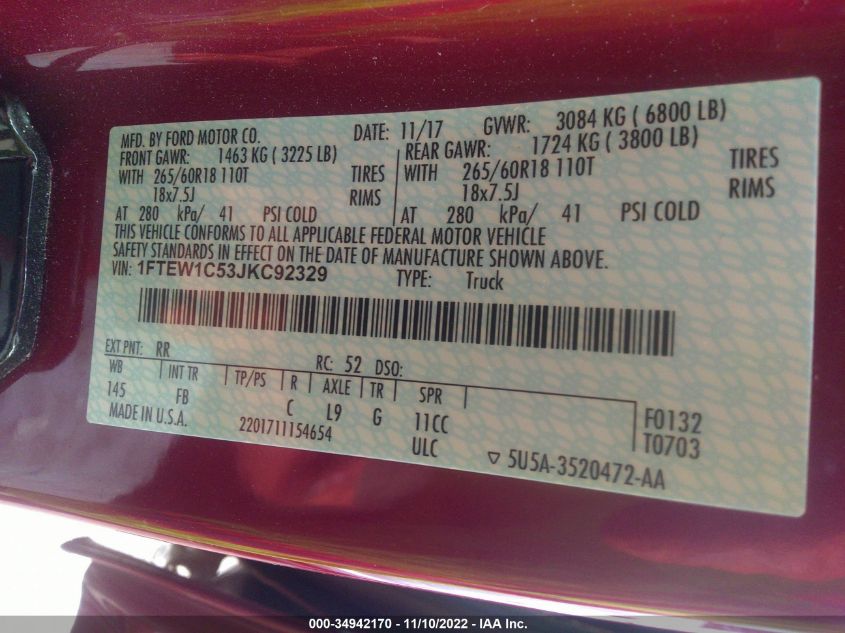 MFD. BY FORD MOTOR CO. DATE: 11/17 GVWR: 3084 KG ( 6800 LB)
FRONT GAWR: 1463 KG ( 3225 LB) REAR GAWR: 1724 KG ( 3800 LB)
WITH 265/60R18 110T TIRES WITH 265/60R18 110T TIRES
18x7.5J RIMS 18x7.5J RIMS
AT 280 kPa/ 41 PSI COLD AT 280 kPa/ 41 PSI COLD
THIS VEHICLE CONFORMS TO ALL APPLICABLE FEDERAL MOTOR VEHICLE
SAFETY STANDARDS IN EFFECT ON THE DATE OF MANUFACTURE SHOWN ABOVE.
VIN: 1FTEW1C53JKC92329 TYPE: Truck
EXT PNT: RR RC: 52 DSO:
WB INT TR TP/PS R AXLE TR SPR
145 FB C L9 G 11CC F0132
MADE IN U.S.A. 2201711154654 ULC T0703
▽ 5U5A-3520472-AA
000-34942170 - 11/10/2022 - IAA Inc.